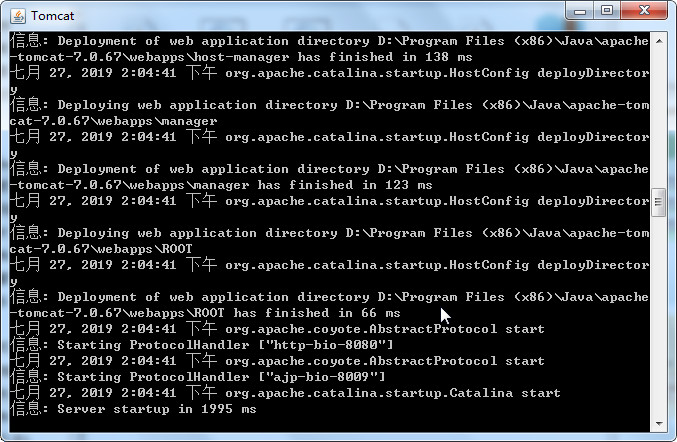 Tomcat
信息: Deployment of web application directory D:\Program Files (x86)\Java\apache
-tomcat-7.0.67\webapps\host-manager has finished in 138 ms
七月 27, 2019 2:04:41 下午 org.apache.catalina.startup.HostConfig deployDirector
y
信息: Deploying web application directory D:\Program Files (x86)\Java\apache-tom
cat-7.0.67\webapps\manager
七月 27, 2019 2:04:41 下午 org.apache.catalina.startup.HostConfig deployDirector
y
信息: Deployment of web application directory D:\Program Files (x86)\Java\apache
-tomcat-7.0.67\webapps\manager has finished in 123 ms
七月 27, 2019 2:04:41 下午 org.apache.catalina.startup.HostConfig deployDirector
y
信息: Deploying web application directory D:\Program Files (x86)\Java\apache-tom
cat-7.0.67\webapps\ROOT
七月 27, 2019 2:04:41 下午 org.apache.catalina.startup.HostConfig deployDirector
y
信息: Deployment of web application directory D:\Program Files (x86)\Java\apache
-tomcat-7.0.67\webapps\ROOT has finished in 66 ms
七月 27, 2019 2:04:41 下午 org.apache.coyote.AbstractProtocol start
信息: Starting ProtocolHandler ["http-bio-8080"]
七月 27, 2019 2:04:41 下午 org.apache.coyote.AbstractProtocol start
信息: Starting ProtocolHandler ["ajp-bio-8009"]
七月 27, 2019 2:04:41 下午 org.apache.catalina.startup.Catalina start
信息: Server startup in 1995 ms